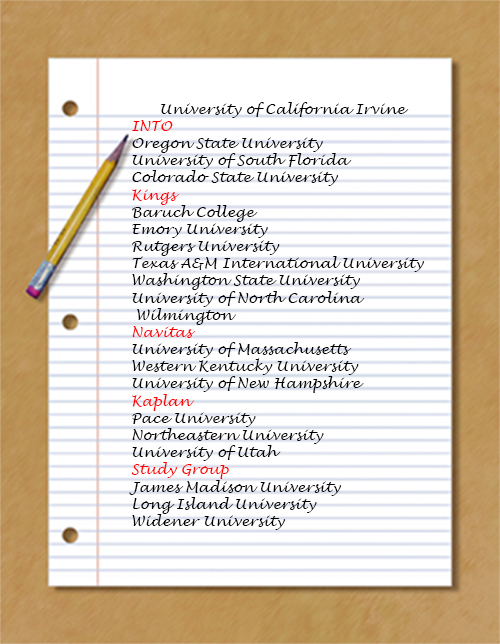 University of California Irvine
INTO
Oregon State University
University of South Florida
Colorado State University
Kings
Baruch College
Emory University
Rutgers University
Texas A&M International University
Washington State University
University of North Carolina
Wilmington
Navitas
University of Massachusetts
Western Kentucky University
University of New Hampshire
Kaplan
Pace University
Northeastern University
University of Utah
Study Group
James Madison University
Long Island University
Widener University